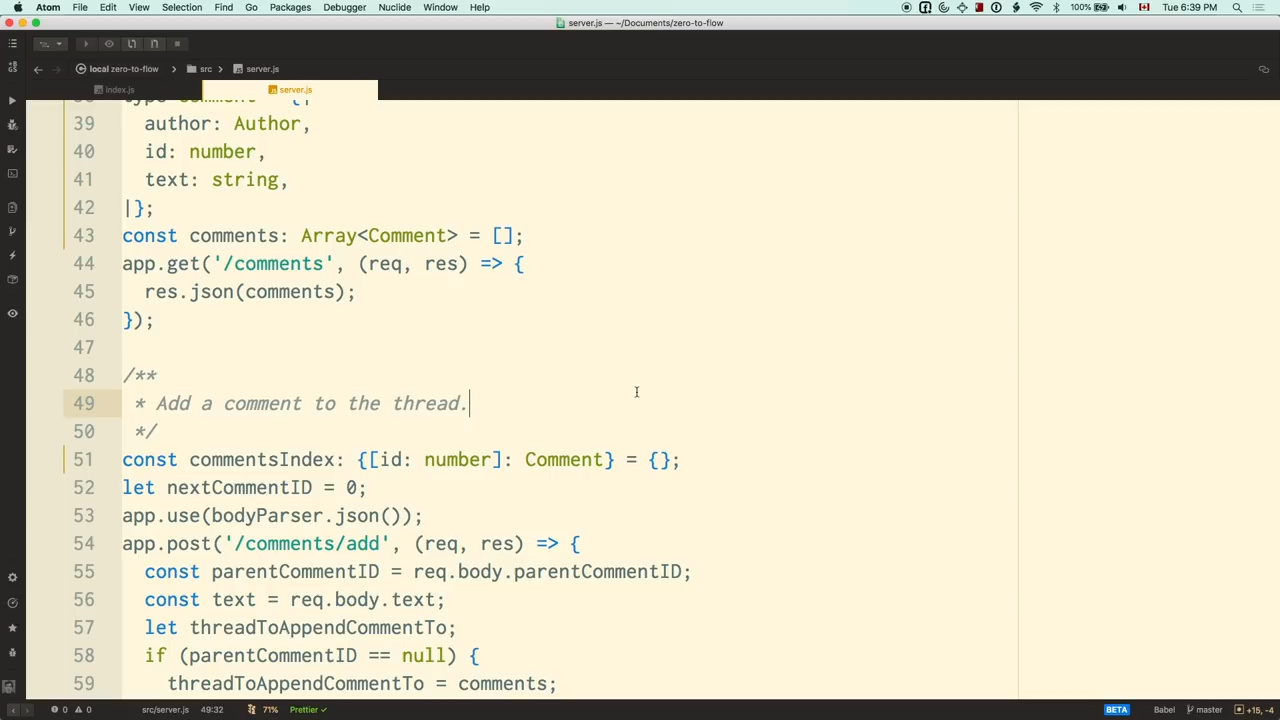 Atom File Edit View Selection Find Go Packages Debugger Nuclide Window Help 100% Tue 6:39 PM
server.js — ~/Documents/zero-to-flow
local zero-to-flow > src > server.js
index.js server.js
39 author: Author,
40 id: number,
41 text: string,
42 |};
43 const comments: Array<Comment> = [];
44 app.get('/comments', (req, res) => {
45 res.json(comments);
46 });
47
48 /**
49 * Add a comment to the thread.
50 */
51 const commentsIndex: {[id: number]: Comment} = {};
52 let nextCommentID = 0;
53 app.use(bodyParser.json());
54 app.post('/comments/add', (req, res) => {
55 const parentCommentID = req.body.parentCommentID;
56 const text = req.body.text;
57 let threadToAppendCommentTo;
58 if (parentCommentID == null) {
59 threadToAppendCommentTo = comments;
0 0 src/server.js 49:32 71% Prettier ✓ BETA Babel master +15, -4